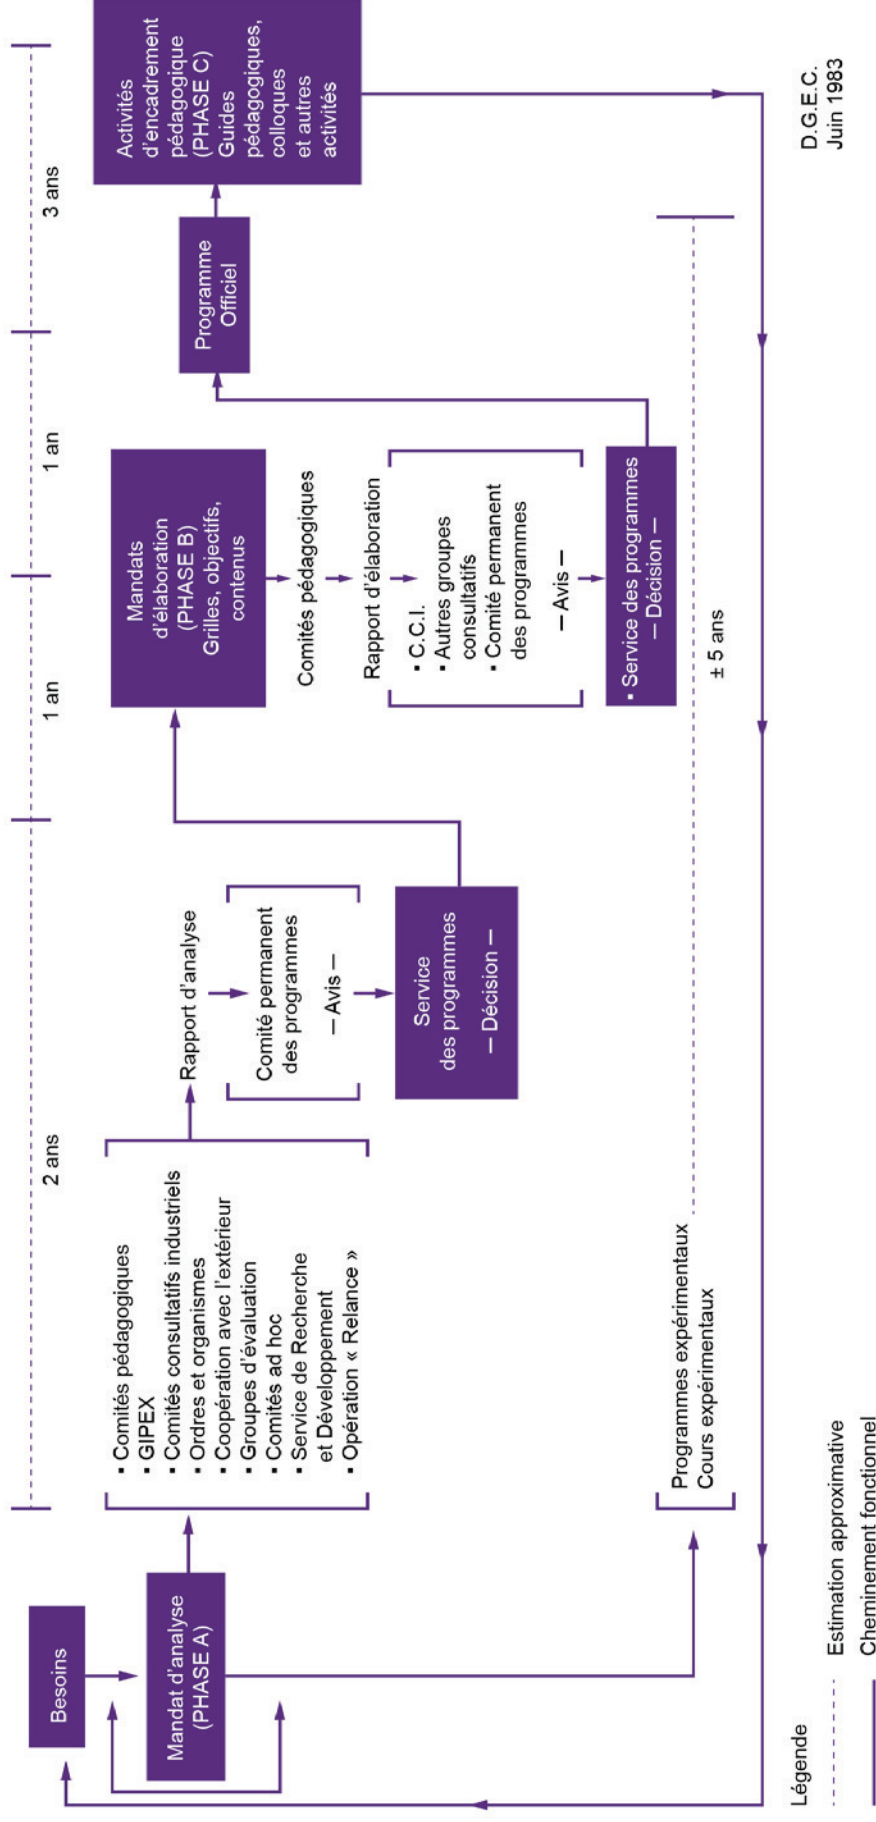 2 ans
1 an
1 an
3 ans
Besoins
Mandat d'analyse
(PHASE A)
▪ Comités pédagogiques
▪ GIPEX
▪ Comités consultatifs industriels
▪ Ordres et organismes
▪ Coopération avec l'extérieur
▪ Groupes d'évaluation
▪ Comités ad hoc
▪ Service de Recherche
et Développement
▪ Opération « Relance »
Rapport d'analyse
Comité permanent
des programmes
— Avis —
Service
des programmes
— Décision —
Mandats
d'élaboration
(PHASE B)
Grilles, objectifs,
contenus
Comités pédagogiques
Rapport d'élaboration
▪ C.C.I.
▪ Autres groupes
consultatifs
▪ Comité permanent
des programmes
— Avis —
▪ Service des programmes
— Décision —
Programme
Officiel
Activités
d'encadrement
pédagogique
(PHASE C)
Guides
pédagogiques,
colloques
et autres
activités
Programmes expérimentaux
Cours expérimentaux
± 5 ans
Légende
Estimation approximative
Cheminement fonctionnel
D.G.E.C.
Juin 1983